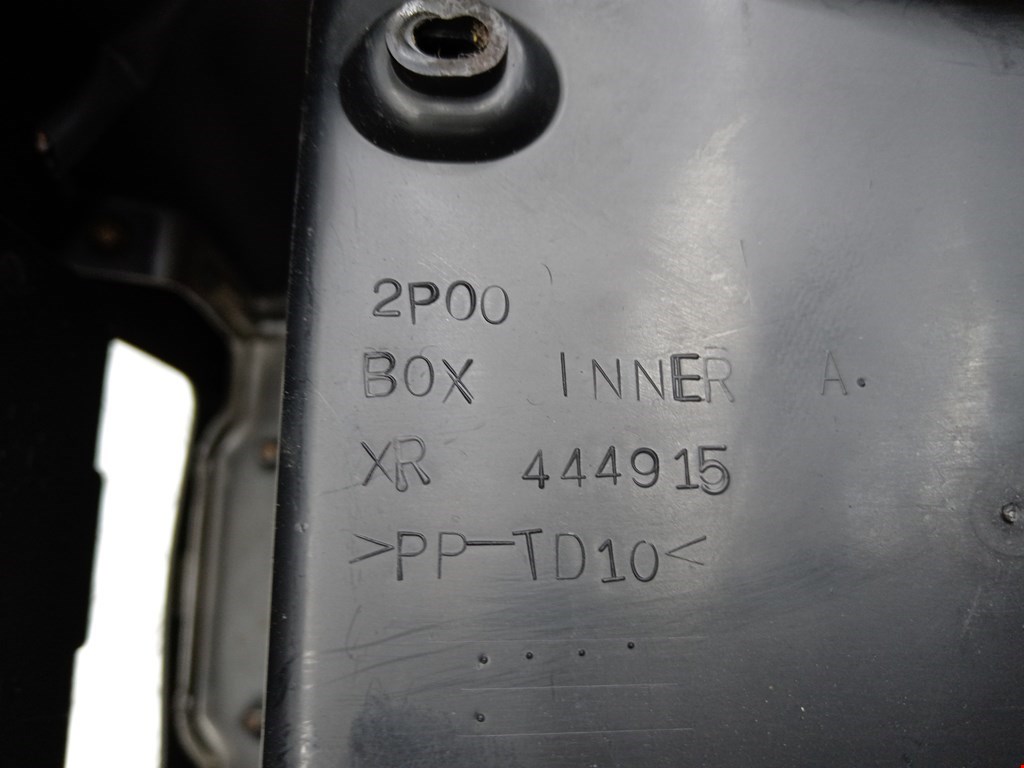 2P00
BOX INNER A.
XR 444915
>PP-TD10<